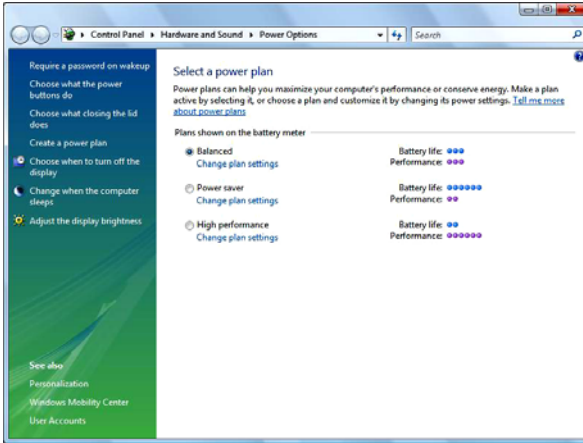 Control Panel ▸ Hardware and Sound ▸ Power Options
Search
Require a password on wakeup
Choose what the power
buttons do
Choose what closing the lid
does
Create a power plan
Choose when to turn off the
display
Change when the computer
sleeps
Adjust the display brightness
See also
Personalization
Windows Mobility Center
User Accounts
Select a power plan
Power plans can help you maximize your computer's performance or conserve energy. Make a plan
active by selecting it, or choose a plan and customize it by changing its power settings. Tell me more
about power plans
Plans shown on the battery meter
Balanced Battery life:
Change plan settings Performance:
Power saver Battery life:
Change plan settings Performance:
High performance Battery life:
Change plan settings Performance: